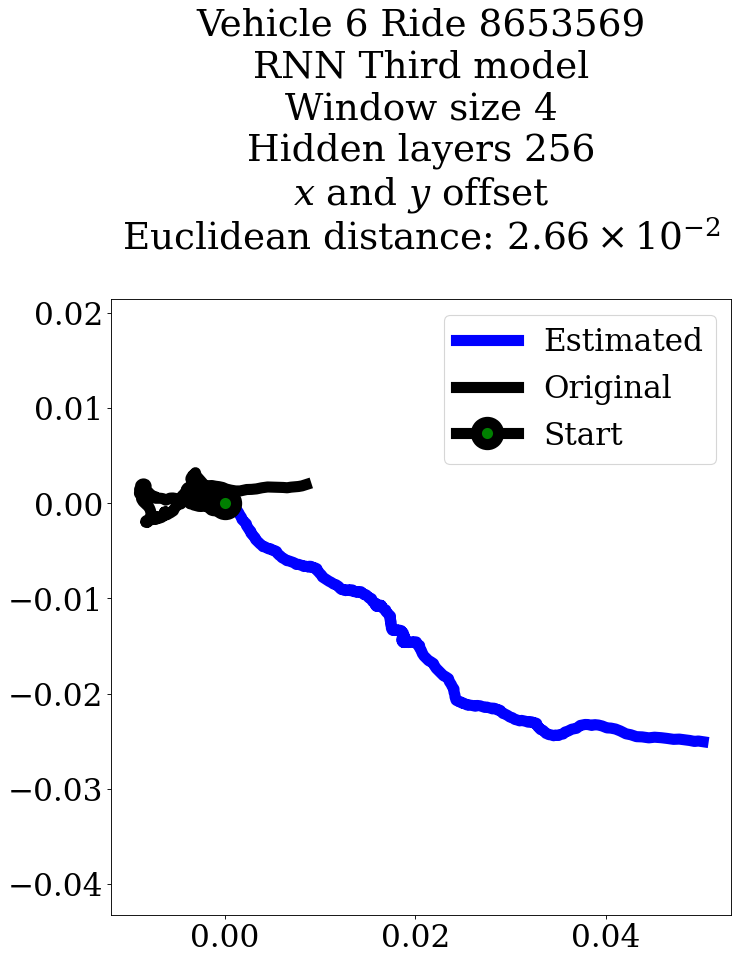 Vehicle 6 Ride 8653569
RNN Third model
Window size 4
Hidden layers 256
x and y offset
Euclidean distance: 2.66 × 10⁻²
Estimated
Original
Start
0.02
0.01
0.00
−0.01
−0.02
−0.03
−0.04
0.00 0.02 0.04